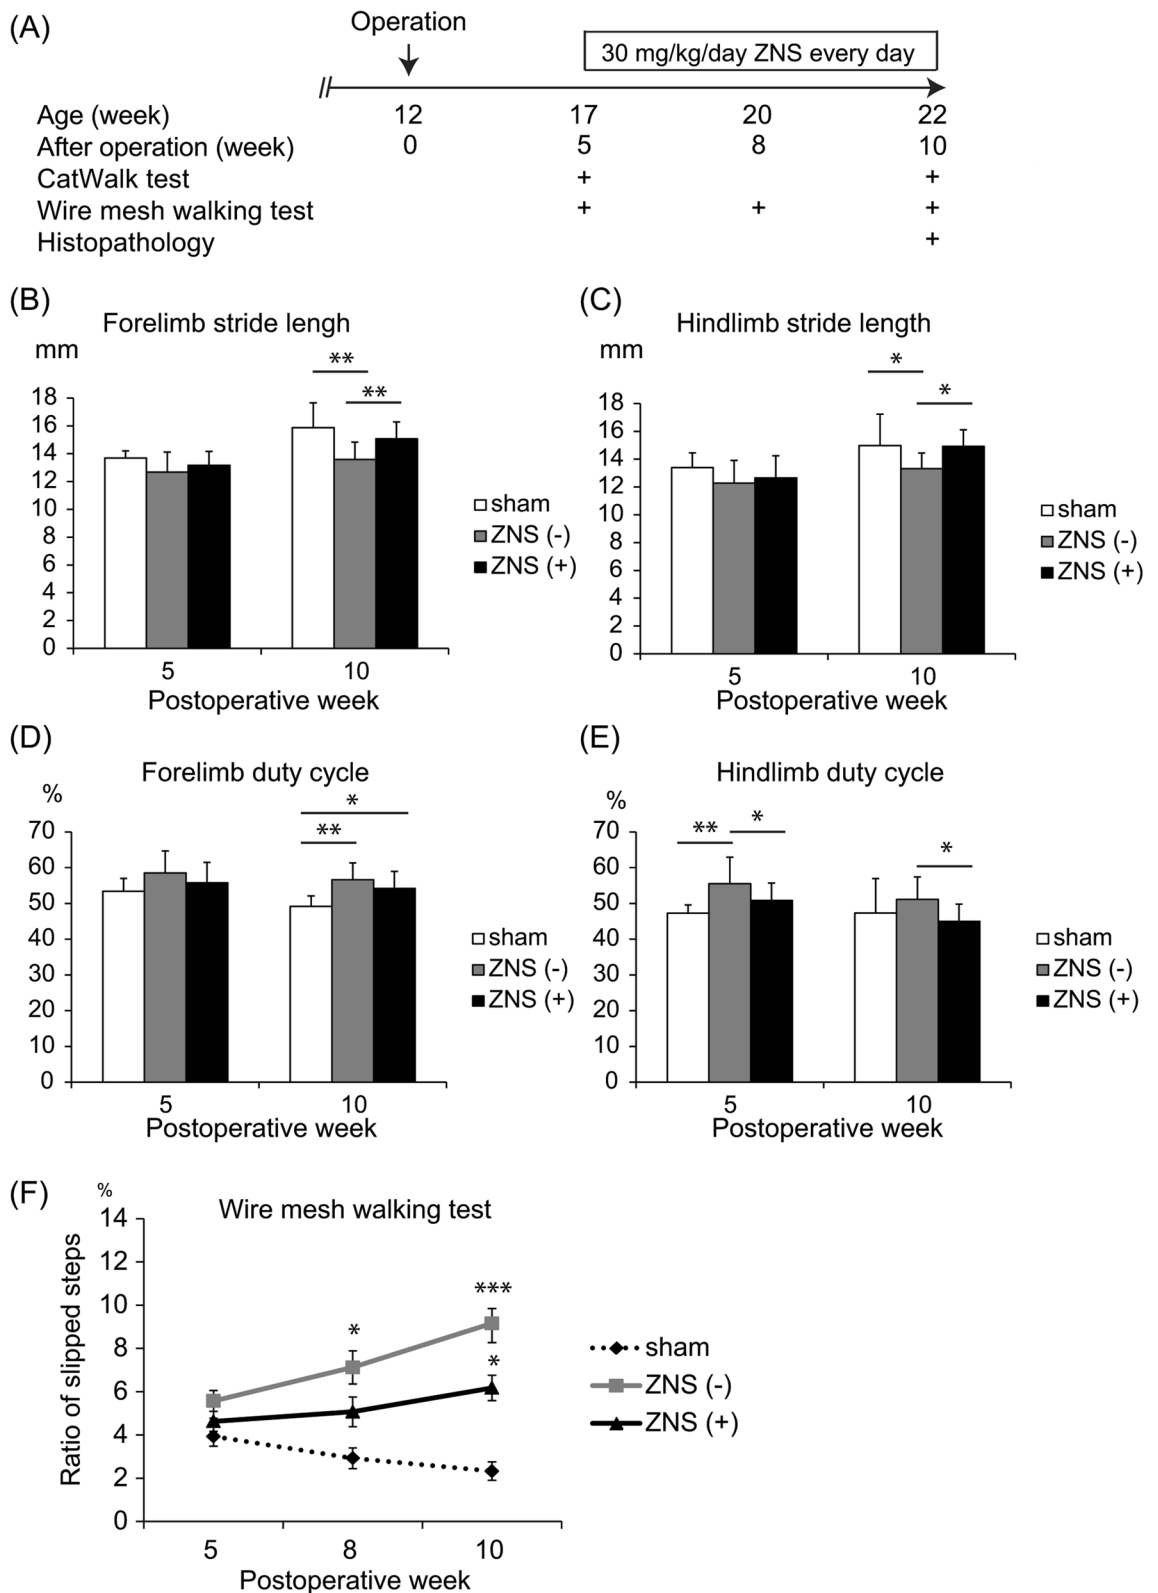 (A)
Operation
30 mg/kg/day ZNS every day
Age (week) 12 17 20 22
After operation (week) 0 5 8 10
CatWalk test + +
Wire mesh walking test + + +
Histopathology +
(B)
Forelimb stride lengh
mm
**
**
18
16
14
12
10
8
6
4
2
0
5 10
Postoperative week
sham
ZNS (-)
ZNS (+)
(C)
Hindlimb stride length
mm
*
*
18
16
14
12
10
8
6
4
2
0
5 10
Postoperative week
sham
ZNS (-)
ZNS (+)
(D)
Forelimb duty cycle
%
*
**
70
60
50
40
30
20
10
0
5 10
Postoperative week
sham
ZNS (-)
ZNS (+)
(E)
Hindlimb duty cycle
%
** *
*
70
60
50
40
30
20
10
0
5 10
Postoperative week
sham
ZNS (-)
ZNS (+)
(F)
%
Wire mesh walking test
Ratio of slipped steps
14
12
10
8
6
4
2
0
*
***
*
5 8 10
Postoperative week
sham
ZNS (-)
ZNS (+)